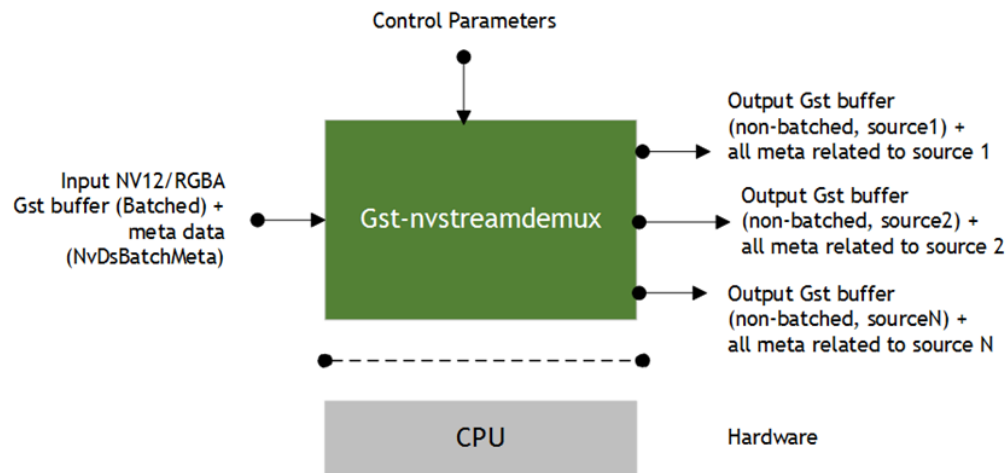 Control Parameters
Input NV12/RGBA
Gst buffer (Batched) +
meta data
(NvDsBatchMeta)
Gst-nvstreamdemux
Output Gst buffer
(non-batched, source1) +
all meta related to source 1
Output Gst buffer
(non-batched, source2) +
all meta related to source 2
Output Gst buffer
(non-batched, sourceN) +
all meta related to source N
CPU
Hardware